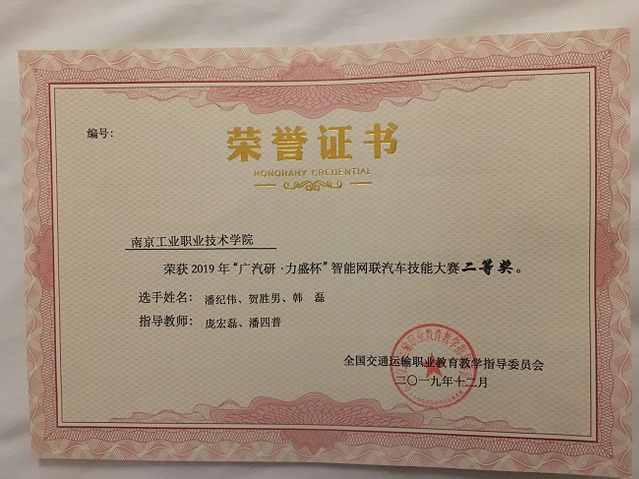 荣誉证书
HONORARY CREDENTIAL
编号：
南京工业职业技术学院
荣获2019年“广汽研·力盛杯”智能网联汽车技能大赛二等奖。
选手姓名：潘纪伟、贺胜男、韩 磊
指导教师：庞宏磊、潘四普
全国交通运输职业教育教学指导委员会
二〇一九年十二月